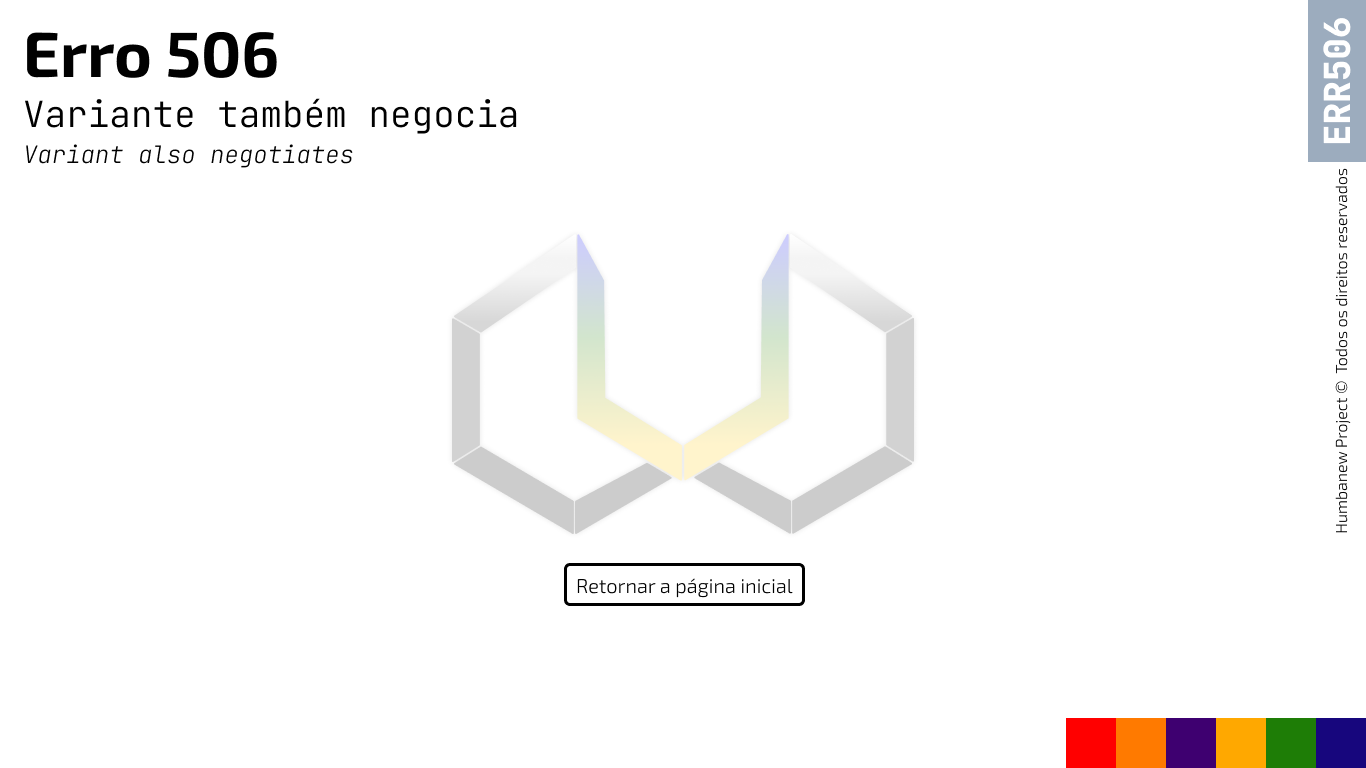 Erro 506
Variante também negocia
Variant also negotiates
ERR506
Humbanew Project © Todos os direitos reservados
Retornar a página inicial